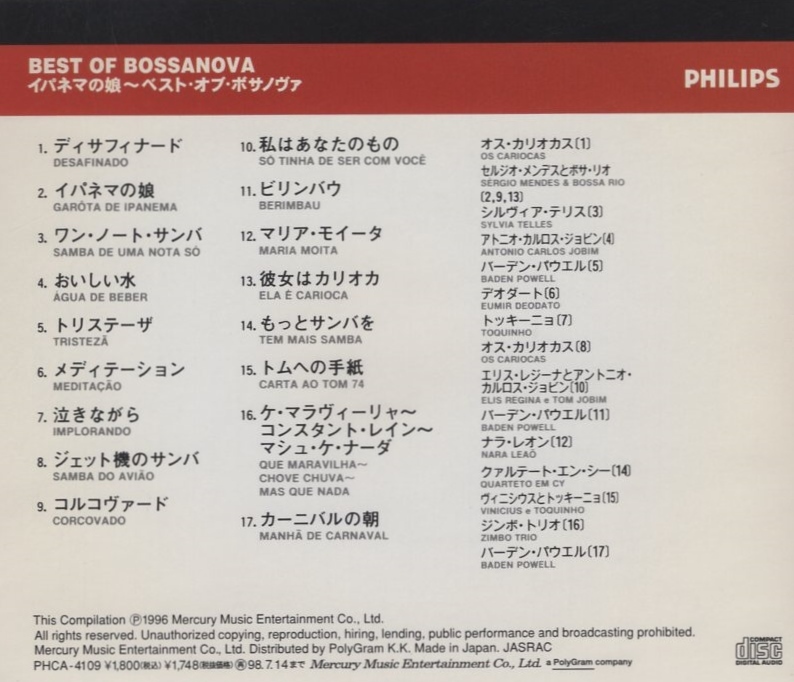 BEST OF BOSSANOVA
イパネマの娘〜ベスト・オブ・ボサノヴァ
PHILIPS
1. ディサフィナード
DESAFINADO
2. イパネマの娘
GARÔTA DE IPANEMA
3. ワン・ノート・サンバ
SAMBA DE UMA NOTA SÓ
4. おいしい水
ÁGUA DE BEBER
5. トリステーザ
TRISTEZÃ
6. メディテーション
MEDITAÇÃO
7. 泣きながら
IMPLORANDO
8. ジェット機のサンバ
SAMBA DO AVIÃO
9. コルコヴァード
CORCOVADO
10. 私はあなたのもの
SÓ TINHA DE SER COM VOCÊ
11. ビリンバウ
BERIMBAU
12. マリア・モイータ
MARIA MOITA
13. 彼女はカリオカ
ELA É CARIOCA
14. もっとサンバを
TEM MAIS SAMBA
15. トムへの手紙
CARTA AO TOM 74
16. ケ・マラヴィーリャ〜
コンスタント・レイン〜
マシュ・ケ・ナーダ
QUE MARAVILHA〜
CHOVE CHUVA〜
MAS QUE NADA
17. カーニバルの朝
MANHÃ DE CARNAVAL
オス・カリオカス(1)
OS CARIOCAS
セルジオ・メンデスとボサ・リオ
SÉRGIO MENDES & BOSSA RIO
(2,9,13)
シルヴィア・テリス(3)
SYLVIA TELLES
アトニオ・カルロス・ジョビン(4)
ANTONIO CARLOS JOBIM
バーデン・パウエル(5)
BADEN POWELL
デオダート(6)
EUMIR DEODATO
トッキーニョ(7)
TOQUINHO
オス・カリオカス(8)
OS CARIOCAS
エリス・レジーナとアントニオ・
カルロス・ジョビン(10)
ELIS REGINA e TOM JOBIM
バーデン・パウエル(11)
BADEN POWELL
ナラ・レオン(12)
NARA LEAÕ
クァルテート・エン・シー(14)
QUARTETO EM CY
ヴィニシウスとトッキーニョ(15)
VINICIUS e TOQUINHO
ジンボ・トリオ(16)
ZIMBO TRIO
バーデン・パウエル(17)
BADEN POWELL
This Compilation Ⓟ1996 Mercury Music Entertainment Co., Ltd.
All rights reserved. Unauthorized copying, reproduction, hiring, lending, public performance and broadcasting prohibited.
Mercury Music Entertainment Co., Ltd. Distributed by PolyGram K.K. Made in Japan. JASRAC
PHCA-4109 ¥1,800(税込) ¥1,748(税抜価格) Ⓡ98.7.14まで Mercury Music Entertainment Co., Ltd. a PolyGram company
COMPACT
disc
DIGITAL AUDIO